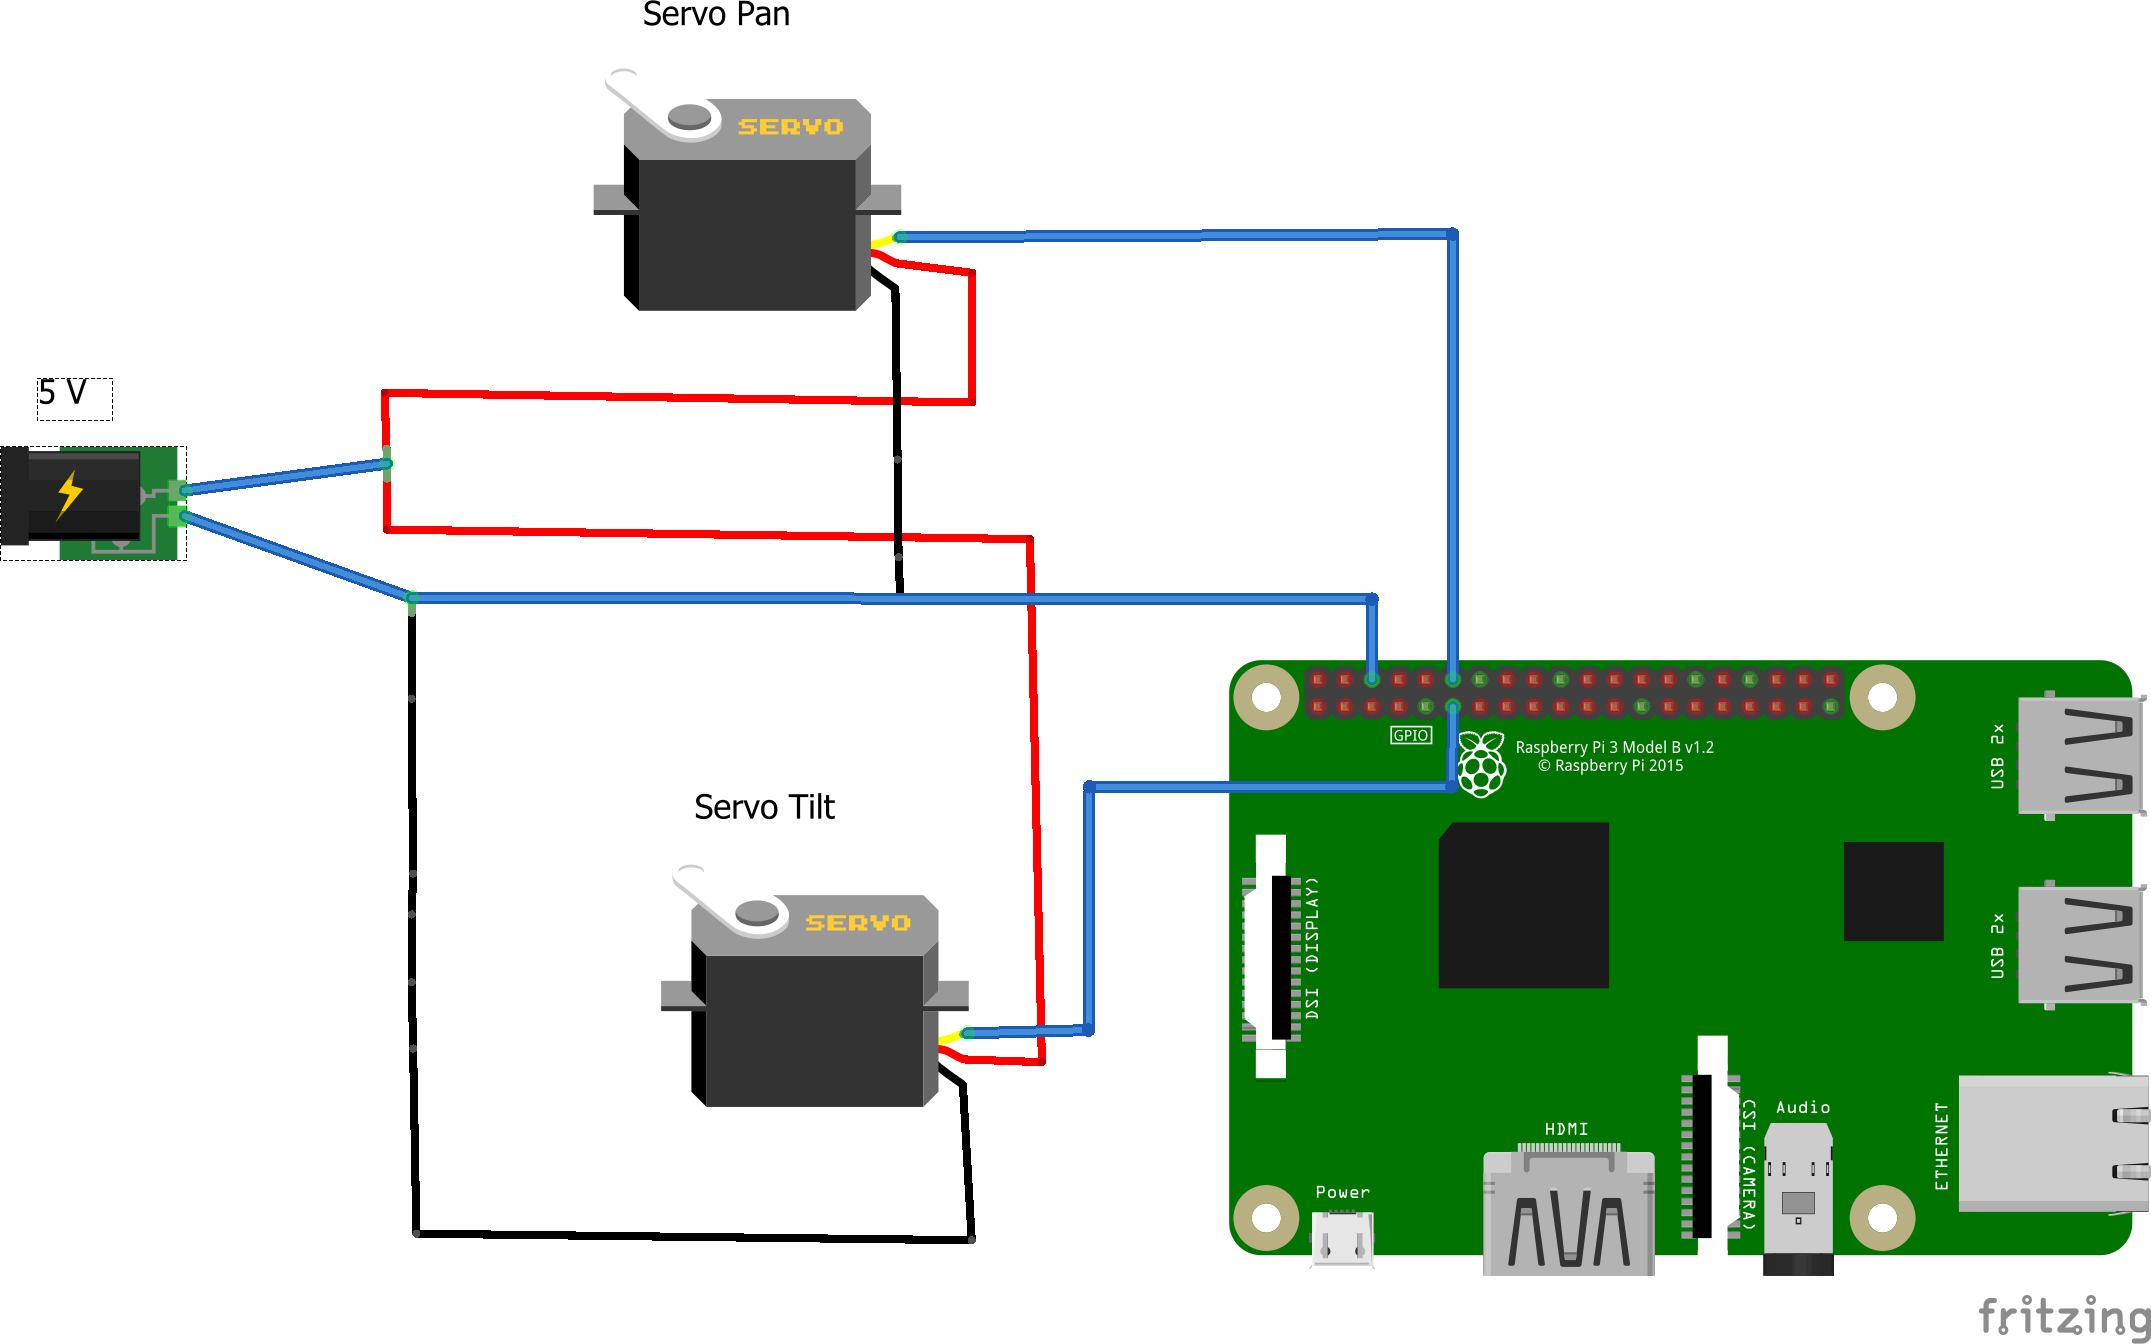 Servo Pan
SERVO
5 V
GPIO
Raspberry Pi 3 Model B v1.2
© Raspberry Pi 2015
USB 2x
Servo Tilt
SERVO
DSI (DISPLAY)
USB 2x
HDMI
CSI (CAMERA)
Audio
ETHERNET
Power
fritzing